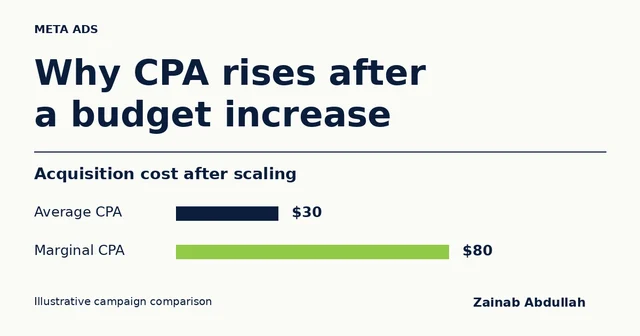 META ADS
Why CPA rises after
a budget increase
Acquisition cost after scaling
Average CPA $30
Marginal CPA $80
Illustrative campaign comparison
Zainab Abdullah